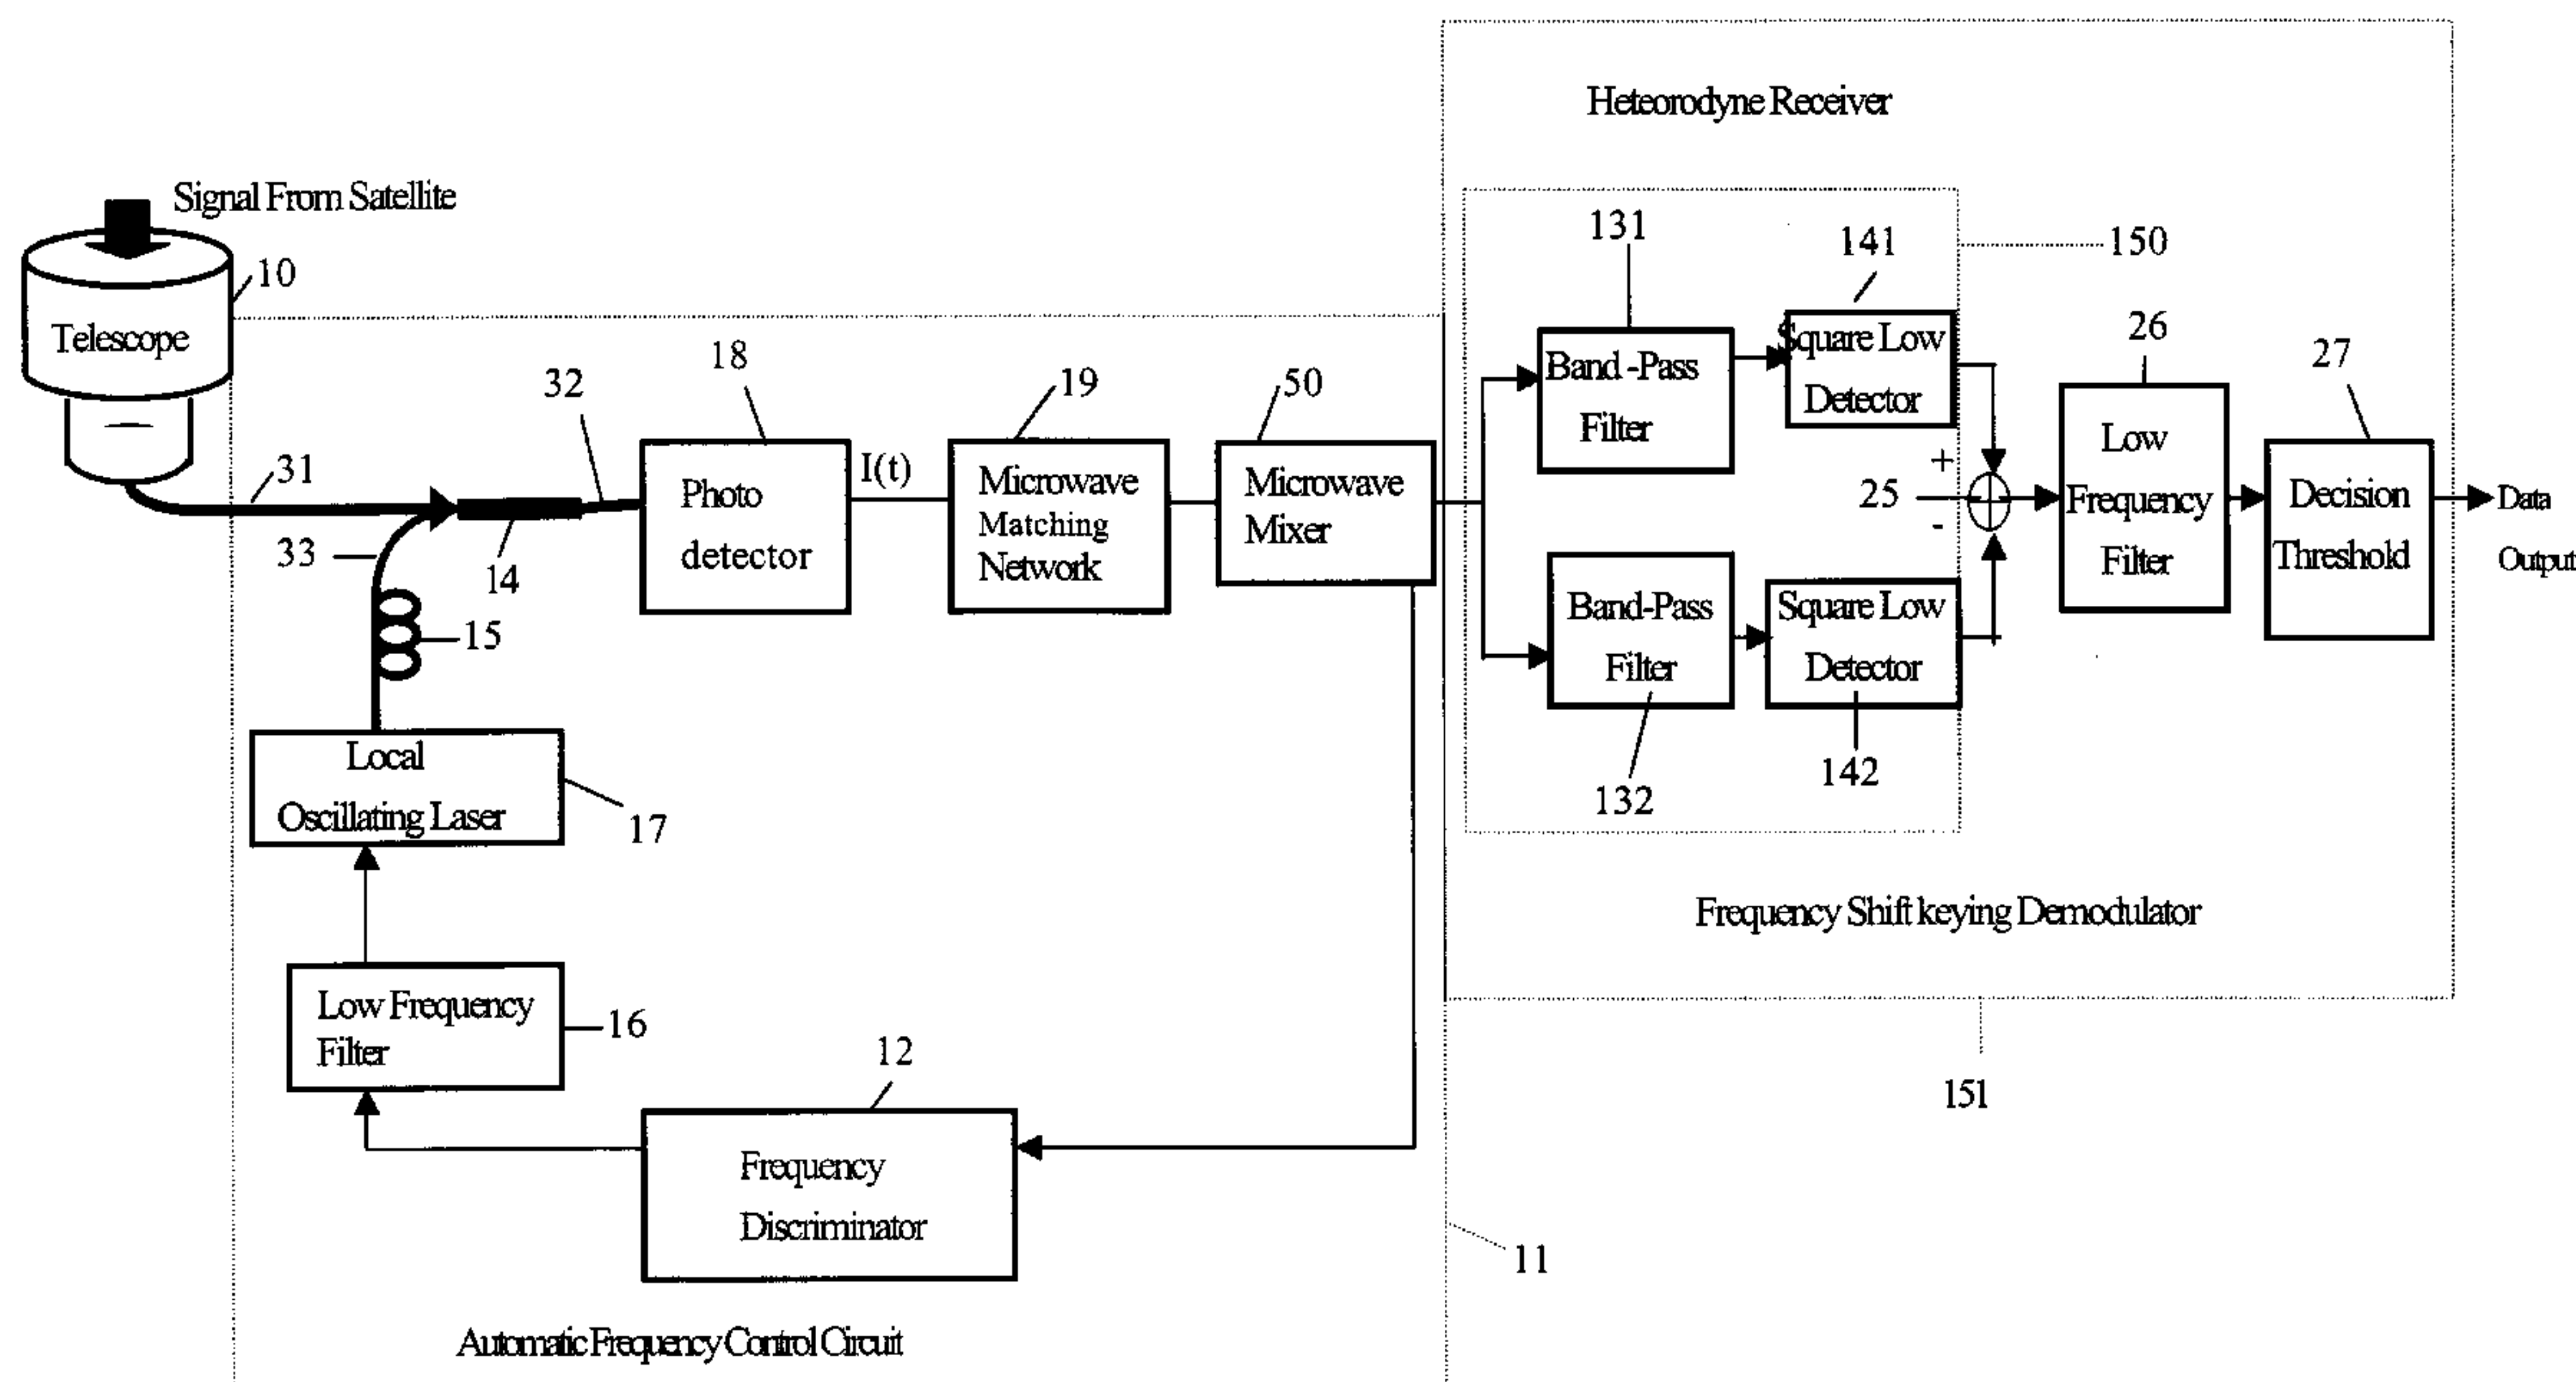 Heteorodyne Receiver
Signal From Satellite
10
Telescope
131
141
150
26
27
18
32
19
50
31
33
14
15
Photo
detector
I(t)
Microwave
Matching
Network
Microwave
Mixer
Band -Pass
Filter
Square Low
Detector
+
25
-
Low
Frequency
Filter
Decision
Threshold
Data
Output
Band-Pass
Filter
Square Low
Detector
132
142
Local
Oscillating Laser
17
Frequency Shift keying Demodulator
Low Frequency
Filter
16
12
151
Frequency
Discriminator
11
Automatic Frequency Control Circuit